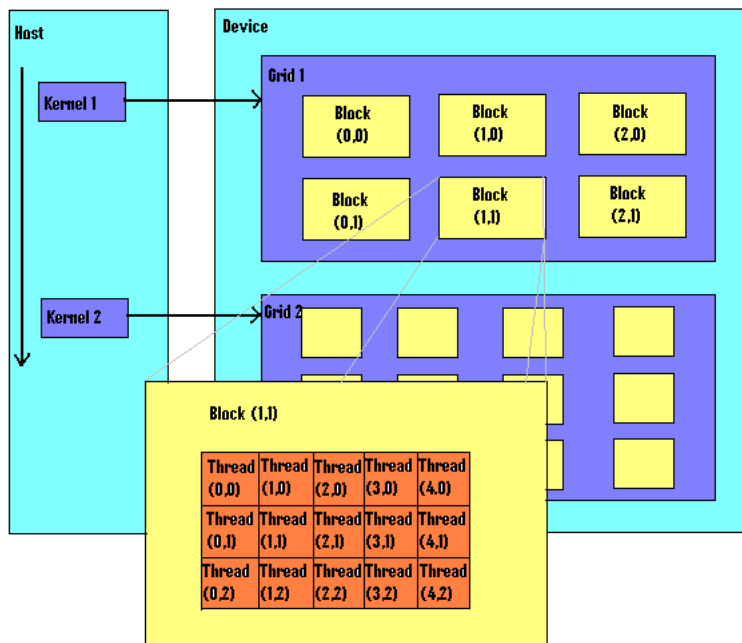 Host
Device
Kernel 1
Grid 1
Block
(0,0)
Block
(1,0)
Block
(2,0)
Block
(0,1)
Block
(1,1)
Block
(2,1)
Kernel 2
Grid 2
Block (1,1)
Thread
(0,0)
Thread
(1,0)
Thread
(2,0)
Thread
(3,0)
Thread
(4.0)
Thread
(0,1)
Thread
(1,1)
Thread
(2,1)
Thread
(3,1)
Thread
(4,1)
Thread
(0,2)
Thread
(1,2)
Thread
(2,2)
Thread
(3,2)
Thread
(4,2)